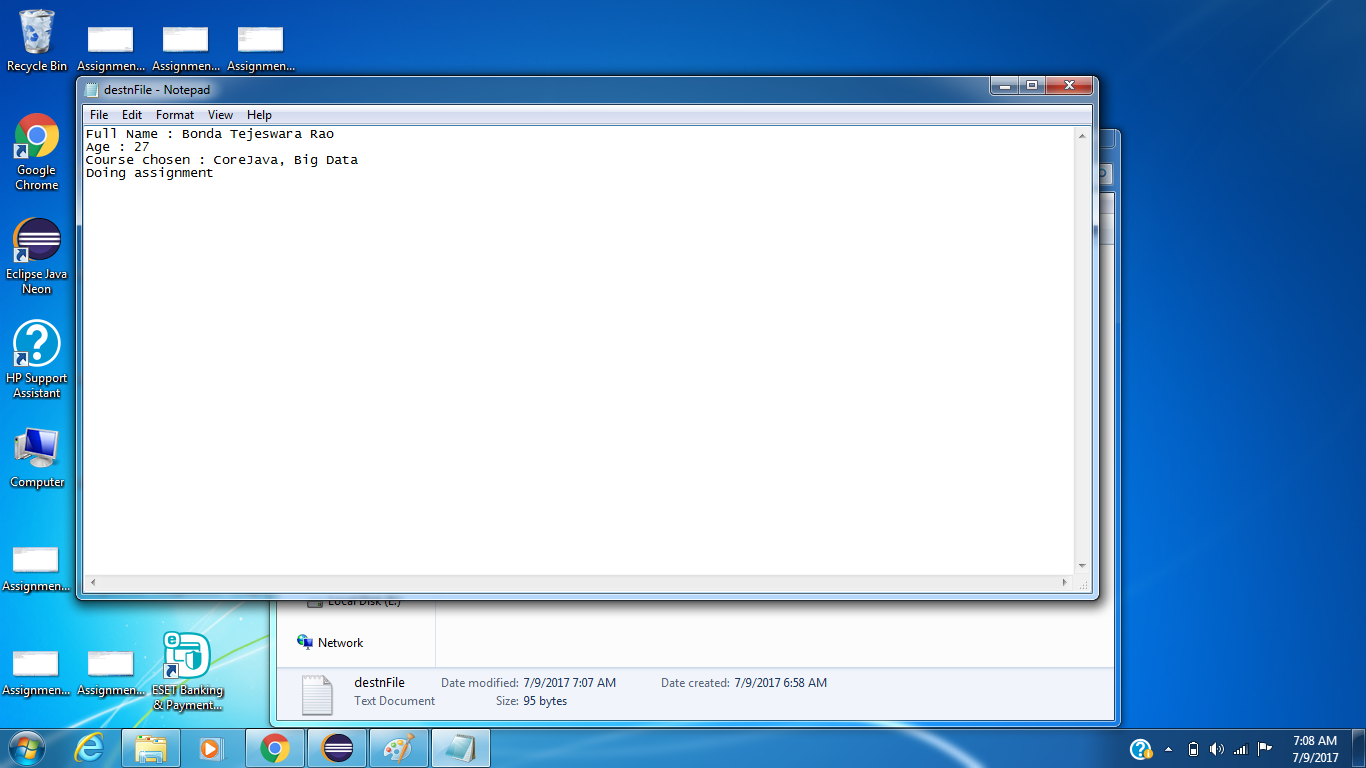 Recycle Bin
Assignmen...
Assignmen...
Assignmen...
destnFile - Notepad
File Edit Format View Help
Full Name : Bonda Tejeswara Rao
Age : 27
Course chosen : CoreJava, Big Data
Doing assignment
Google
Chrome
Eclipse Java
Neon
HP Support
Assistant
Computer
Assignmen...
Assignmen...
Assignmen...
ESET Banking
& Payment...
Local Disk (E:)
Network
destnFile
Date modified: 7/9/2017 7:07 AM
Date created: 7/9/2017 6:58 AM
Text Document
Size: 95 bytes
7:08 AM
7/9/2017